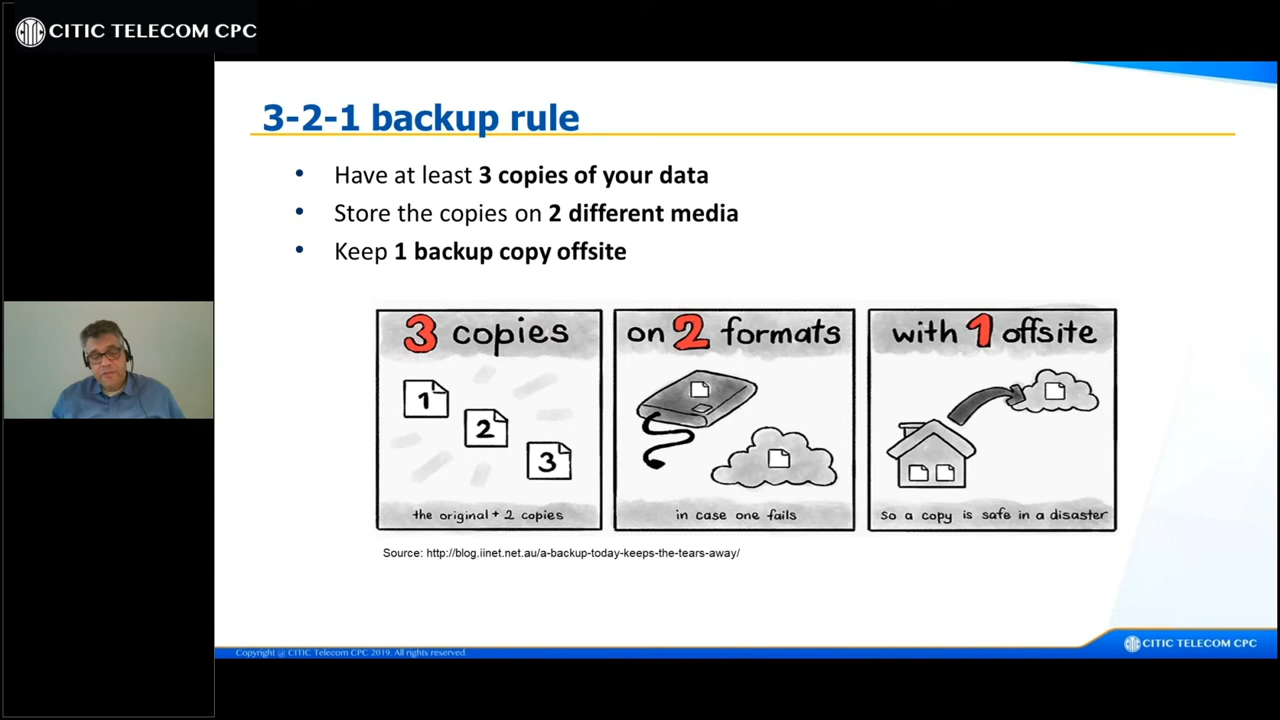 CITIC TELECOM CPC
3-2-1 backup rule
• Have at least 3 copies of your data
• Store the copies on 2 different media
• Keep 1 backup copy offsite
3 copies
1
2
3
the original + 2 copies
on 2 formats
in case one fails
with 1 offsite
so a copy is safe in a disaster
Source: http://blog.iinet.net.au/a-backup-today-keeps-the-tears-away/
Copyright @ CITIC Telecom CPC 2019. All rights reserved.
CITIC TELECOM CPC